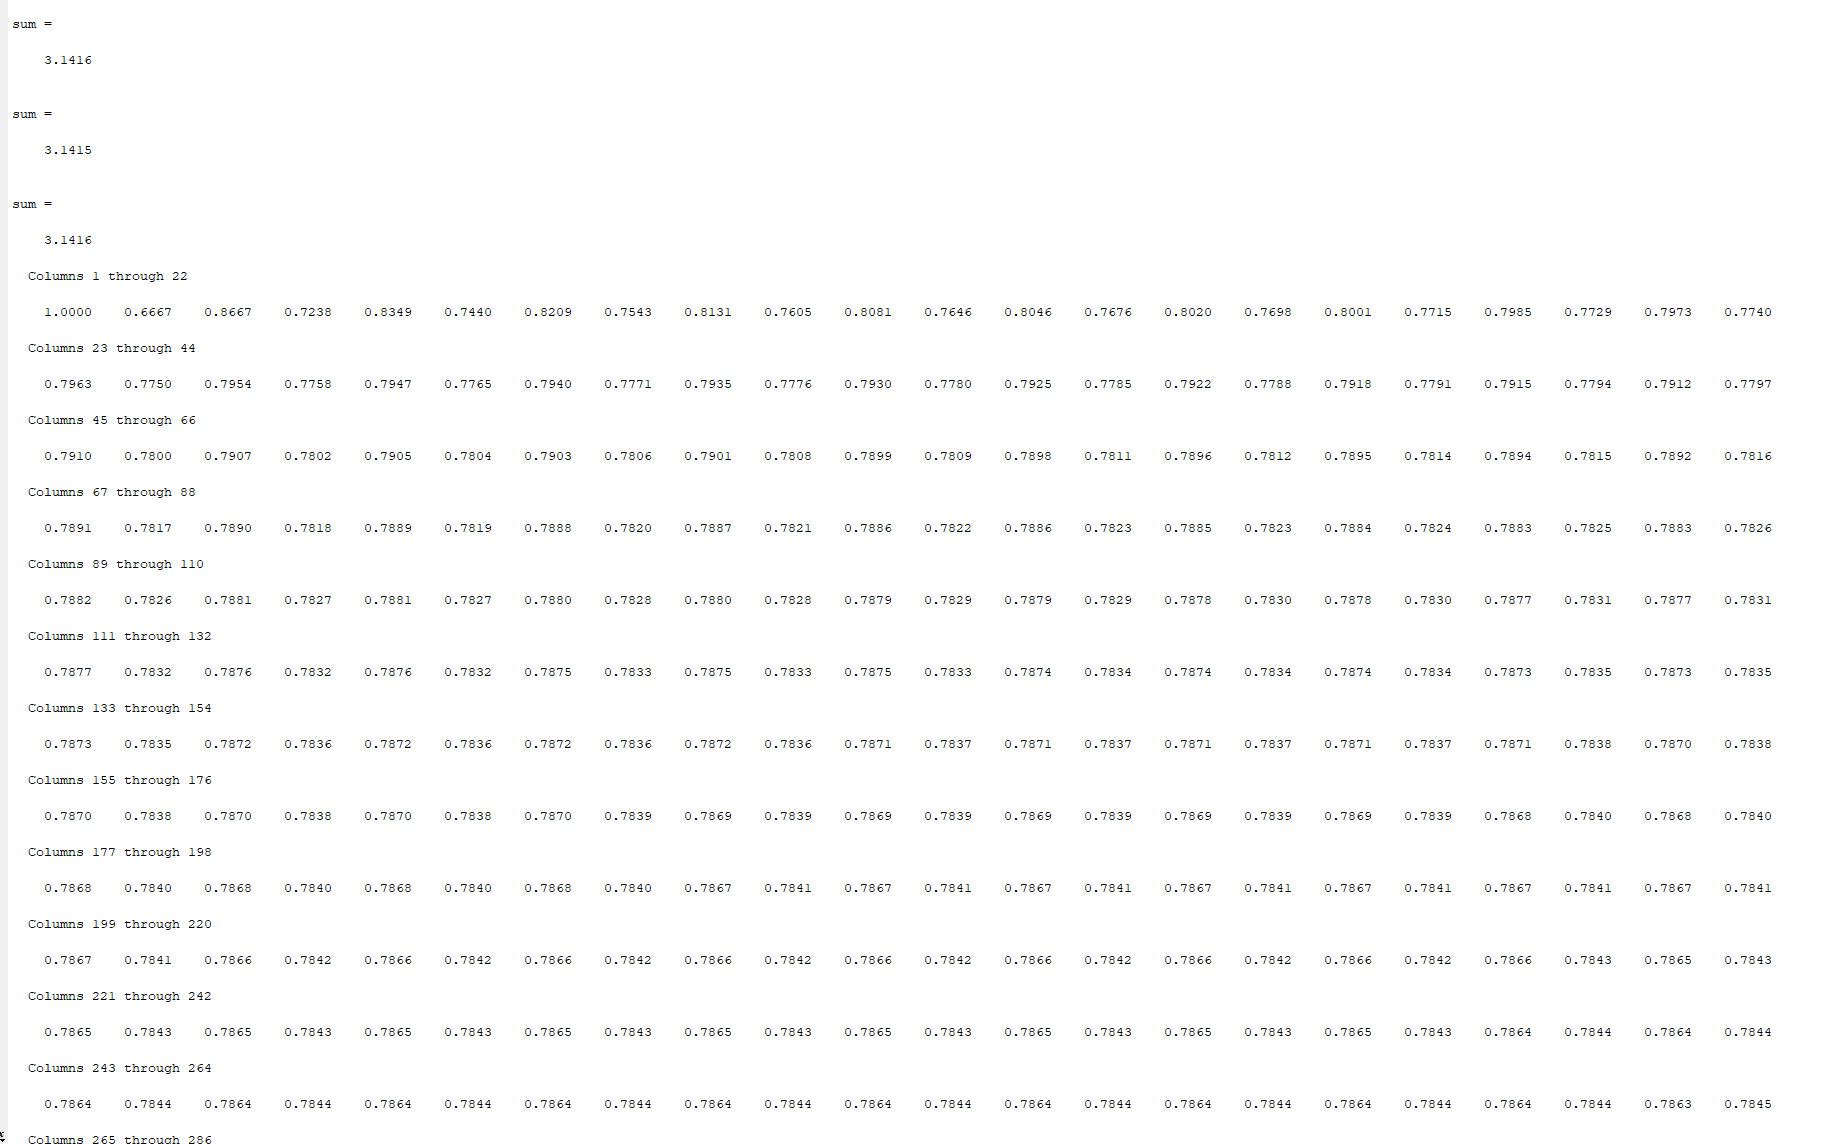 sum =
3.1416
sum =
3.1415
sum =
3.1416
Columns 1 through 22
1.0000 0.6667 0.8667 0.7238 0.8349 0.7440 0.8209 0.7543 0.8131 0.7605 0.8081 0.7646 0.8046 0.7676 0.8020 0.7698 0.8001 0.7715 0.7985 0.7729 0.7973 0.7740
Columns 23 through 44
0.7963 0.7750 0.7954 0.7758 0.7947 0.7765 0.7940 0.7771 0.7935 0.7776 0.7930 0.7780 0.7925 0.7785 0.7922 0.7788 0.7918 0.7791 0.7915 0.7794 0.7912 0.7797
Columns 45 through 66
0.7910 0.7800 0.7907 0.7802 0.7905 0.7804 0.7903 0.7806 0.7901 0.7808 0.7899 0.7809 0.7898 0.7811 0.7896 0.7812 0.7895 0.7814 0.7894 0.7815 0.7892 0.7816
Columns 67 through 88
0.7891 0.7817 0.7890 0.7818 0.7889 0.7819 0.7888 0.7820 0.7887 0.7821 0.7886 0.7822 0.7886 0.7823 0.7885 0.7823 0.7884 0.7824 0.7883 0.7825 0.7883 0.7826
Columns 89 through 110
0.7882 0.7826 0.7881 0.7827 0.7881 0.7827 0.7880 0.7828 0.7880 0.7828 0.7879 0.7829 0.7879 0.7829 0.7878 0.7830 0.7878 0.7830 0.7877 0.7831 0.7877 0.7831
Columns 111 through 132
0.7877 0.7832 0.7876 0.7832 0.7876 0.7832 0.7875 0.7833 0.7875 0.7833 0.7875 0.7833 0.7874 0.7834 0.7874 0.7834 0.7874 0.7834 0.7873 0.7835 0.7873 0.7835
Columns 133 through 154
0.7873 0.7835 0.7872 0.7836 0.7872 0.7836 0.7872 0.7836 0.7872 0.7836 0.7871 0.7837 0.7871 0.7837 0.7871 0.7837 0.7871 0.7837 0.7871 0.7838 0.7870 0.7838
Columns 155 through 176
0.7870 0.7838 0.7870 0.7838 0.7870 0.7838 0.7870 0.7839 0.7869 0.7839 0.7869 0.7839 0.7869 0.7839 0.7869 0.7839 0.7869 0.7839 0.7868 0.7840 0.7868 0.7840
Columns 177 through 198
0.7868 0.7840 0.7868 0.7840 0.7868 0.7840 0.7868 0.7840 0.7867 0.7841 0.7867 0.7841 0.7867 0.7841 0.7867 0.7841 0.7867 0.7841 0.7867 0.7841 0.7867 0.7841
Columns 199 through 220
0.7867 0.7841 0.7866 0.7842 0.7866 0.7842 0.7866 0.7842 0.7866 0.7842 0.7866 0.7842 0.7866 0.7842 0.7866 0.7842 0.7866 0.7842 0.7866 0.7843 0.7865 0.7843
Columns 221 through 242
0.7865 0.7843 0.7865 0.7843 0.7865 0.7843 0.7865 0.7843 0.7865 0.7843 0.7865 0.7843 0.7865 0.7843 0.7865 0.7843 0.7865 0.7843 0.7864 0.7844 0.7864 0.7844
Columns 243 through 264
0.7864 0.7844 0.7864 0.7844 0.7864 0.7844 0.7864 0.7844 0.7864 0.7844 0.7864 0.7844 0.7864 0.7844 0.7864 0.7844 0.7864 0.7844 0.7864 0.7844 0.7863 0.7845
Columns 265 through 286